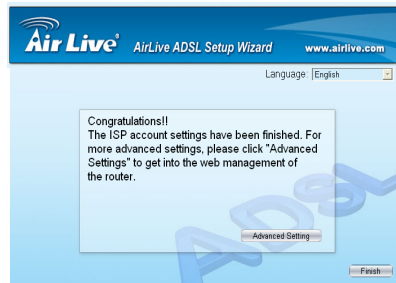 Air Live®
AirLive ADSL Setup Wizard
www.airlive.com
Language: English
Congratulations!!
The ISP account settings have been finished. For
more advanced settings, please click "Advanced
Settings" to get into the web management of
the router.
Advanced Setting
ADSL
Finish